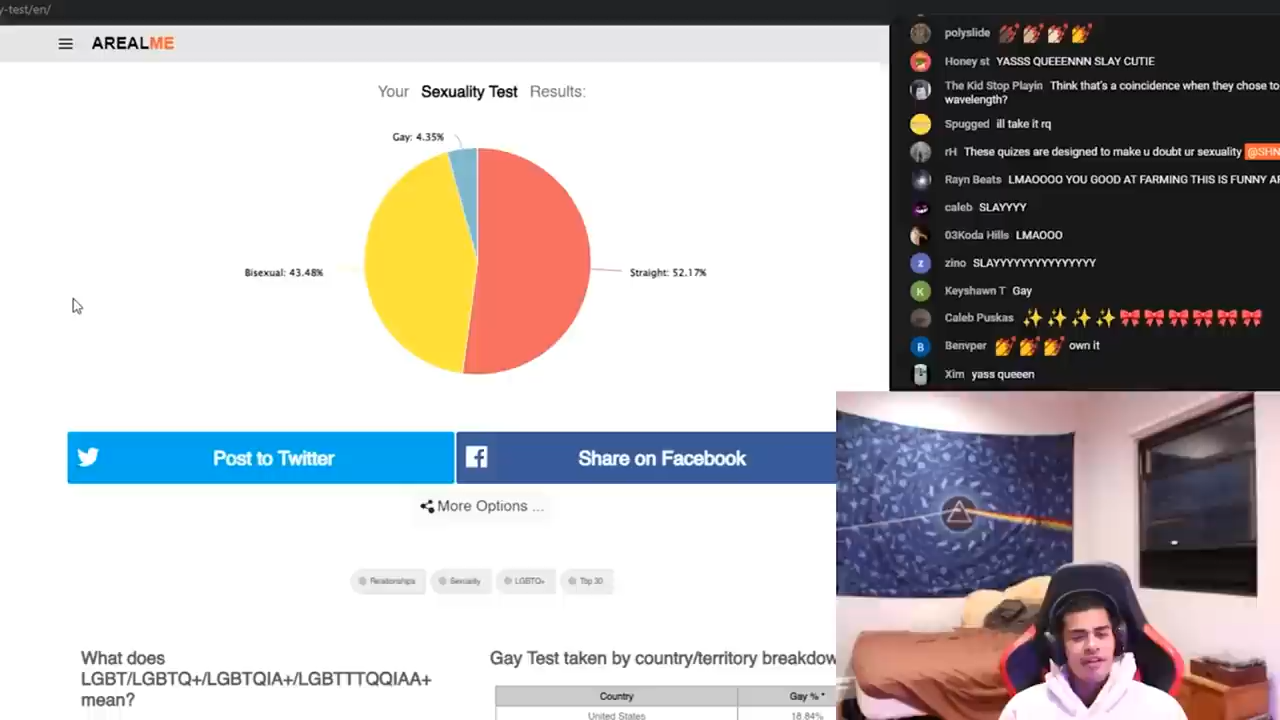 y-test/en/
AREALME
Your Sexuality Test Results:
Gay: 4.35%
Bisexual: 43.48%
Straight: 52.17%
Post to Twitter
Share on Facebook
More Options ...
Relationships
Sexuality
LGBTQ+
Top 30
What does
LGBT/LGBTQ+/LGBTQIA+/LGBTTTQQIAA+
mean?
Gay Test taken by country/territory breakdow
Country Gay % *
United States 18.84%
polyslide 💅🏿 💅🏼 💅🏻 💅
Honey st YASSS QUEEENNN SLAY CUTIE
The Kid Stop Playin Think that's a coincidence when they chose to
wavelength?
Spugged ill take it rq
rH These quizes are designed to make u doubt ur sexuality @SHN
Rayn Beats LMAOOOO YOU GOOD AT FARMING THIS IS FUNNY AF
caleb SLAYYYY
03Koda Hills LMAOOO
z zino SLAYYYYYYYYYYYYYY
K Keyshawn T Gay
Caleb Puskas ✨ ✨ ✨ ✨ 🎀 🎀 🎀 🎀 🎀 🎀
B Benvper 💅 💅 💅 own it
Xim yass queeen